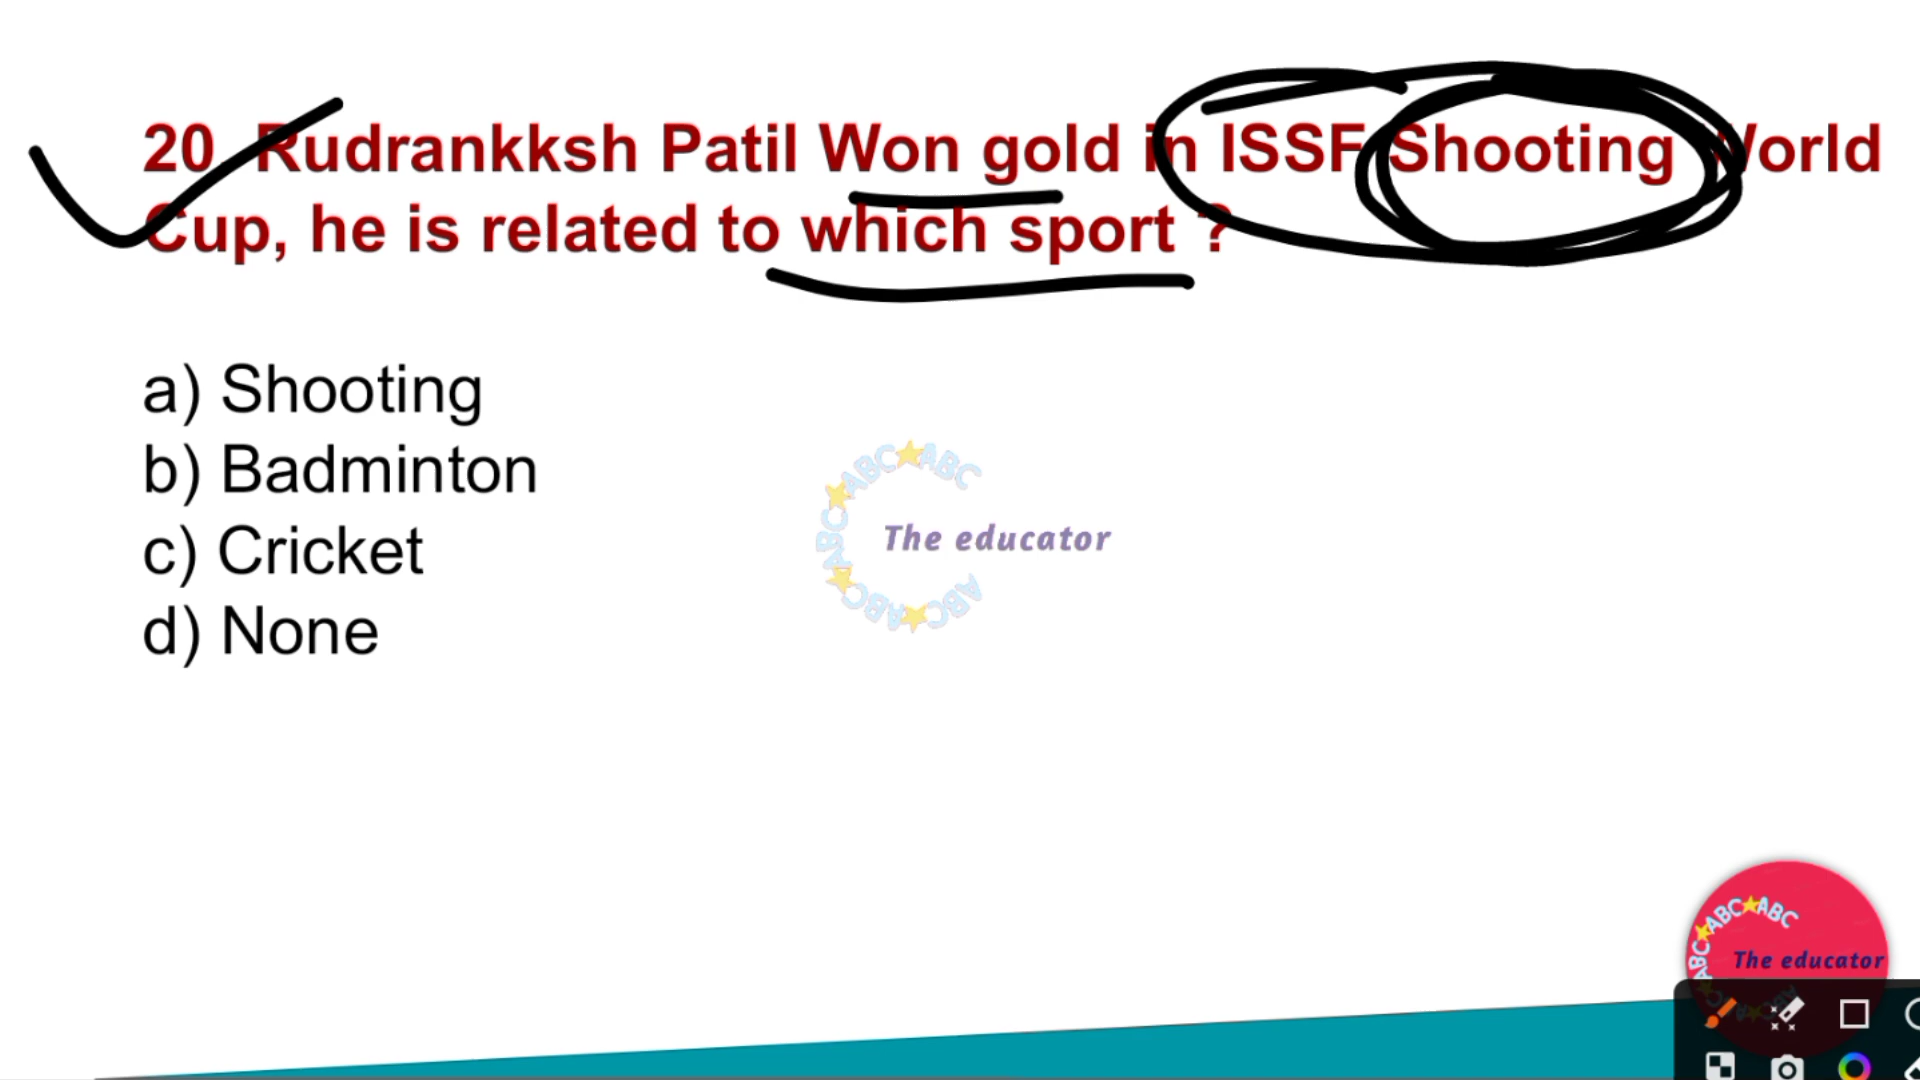 20. Rudrankksh Patil Won gold in ISSF Shooting World
Cup, he is related to which sport ?
a) Shooting
b) Badminton
c) Cricket
d) None
ABC★ABC★ABC★ABC★ABC
The educator
ABC★ABC★ABC
The educator